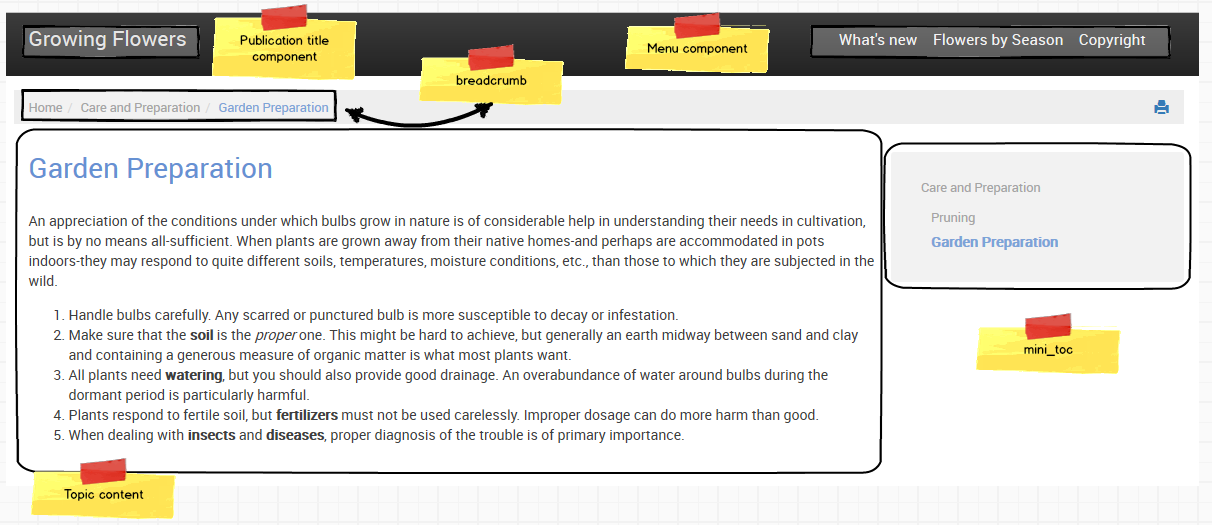 Growing Flowers
Publication title
component
Menu component
What's new Flowers by Season Copyright
breadcrumb
Home / Care and Preparation / Garden Preparation
Garden Preparation
An appreciation of the conditions under which bulbs grow in nature is of considerable help in understanding their needs in cultivation,
but is by no means all-sufficient. When plants are grown away from their native homes-and perhaps are accommodated in pots
indoors-they may respond to quite different soils, temperatures, moisture conditions, etc., than those to which they are subjected in the
wild.
1. Handle bulbs carefully. Any scarred or punctured bulb is more susceptible to decay or infestation.
2. Make sure that the soil is the proper one. This might be hard to achieve, but generally an earth midway between sand and clay
and containing a generous measure of organic matter is what most plants want.
3. All plants need watering, but you should also provide good drainage. An overabundance of water around bulbs during the
dormant period is particularly harmful.
4. Plants respond to fertile soil, but fertilizers must not be used carelessly. Improper dosage can do more harm than good.
5. When dealing with insects and diseases, proper diagnosis of the trouble is of primary importance.
Care and Preparation
Pruning
Garden Preparation
mini_toc
Topic content